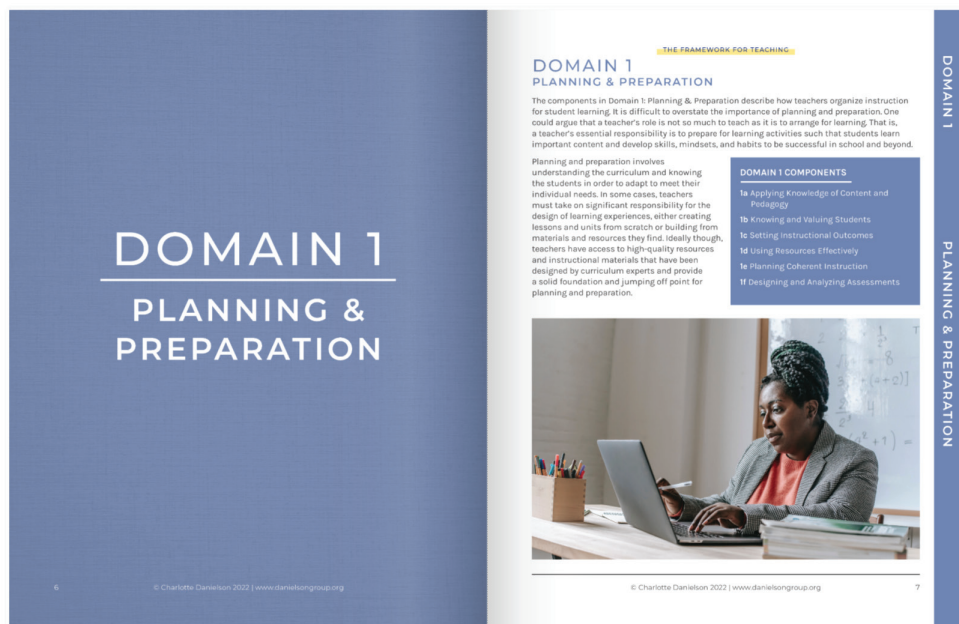 DOMAIN 1
PLANNING &
PREPARATION
6
© Charlotte Danielson 2022 | www.danielsongroup.org
THE FRAMEWORK FOR TEACHING
DOMAIN 1
PLANNING & PREPARATION
The components in Domain 1: Planning & Preparation describe how teachers organize instruction
for student learning. It is difficult to overstate the importance of planning and preparation. One
could argue that a teacher's role is not so much to teach as it is to arrange for learning. That is,
a teacher's essential responsibility is to prepare for learning activities such that students learn
important content and develop skills, mindsets, and habits to be successful in school and beyond.
Planning and preparation involves
understanding the curriculum and knowing
the students in order to adapt to meet their
individual needs. In some cases, teachers
must take on significant responsibility for the
design of learning experiences, either creating
lessons and units from scratch or building from
materials and resources they find. Ideally though,
teachers have access to high-quality resources
and instructional materials that have been
designed by curriculum experts and provide
a solid foundation and jumping off point for
planning and preparation.
DOMAIN 1 COMPONENTS
1a Applying Knowledge of Content and
Pedagogy
1b Knowing and Valuing Students
1c Setting Instructional Outcomes
1d Using Resources Effectively
1e Planning Coherent Instruction
1f Designing and Analyzing Assessments
© Charlotte Danielson 2022 | www.danielsongroup.org
7
DOMAIN 1
PLANNING & PREPARATION